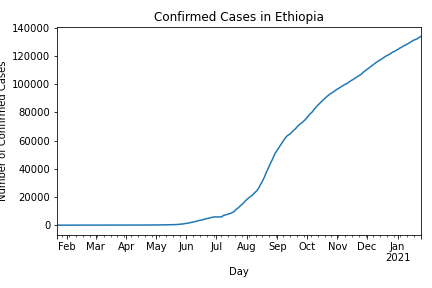 Confirmed Cases in Ethiopia
Number of Confirmed Cases
140000
120000
100000
80000
60000
40000
20000
0
Feb Mar Apr May Jun Jul Aug Sep Oct Nov Dec Jan
2021
Day